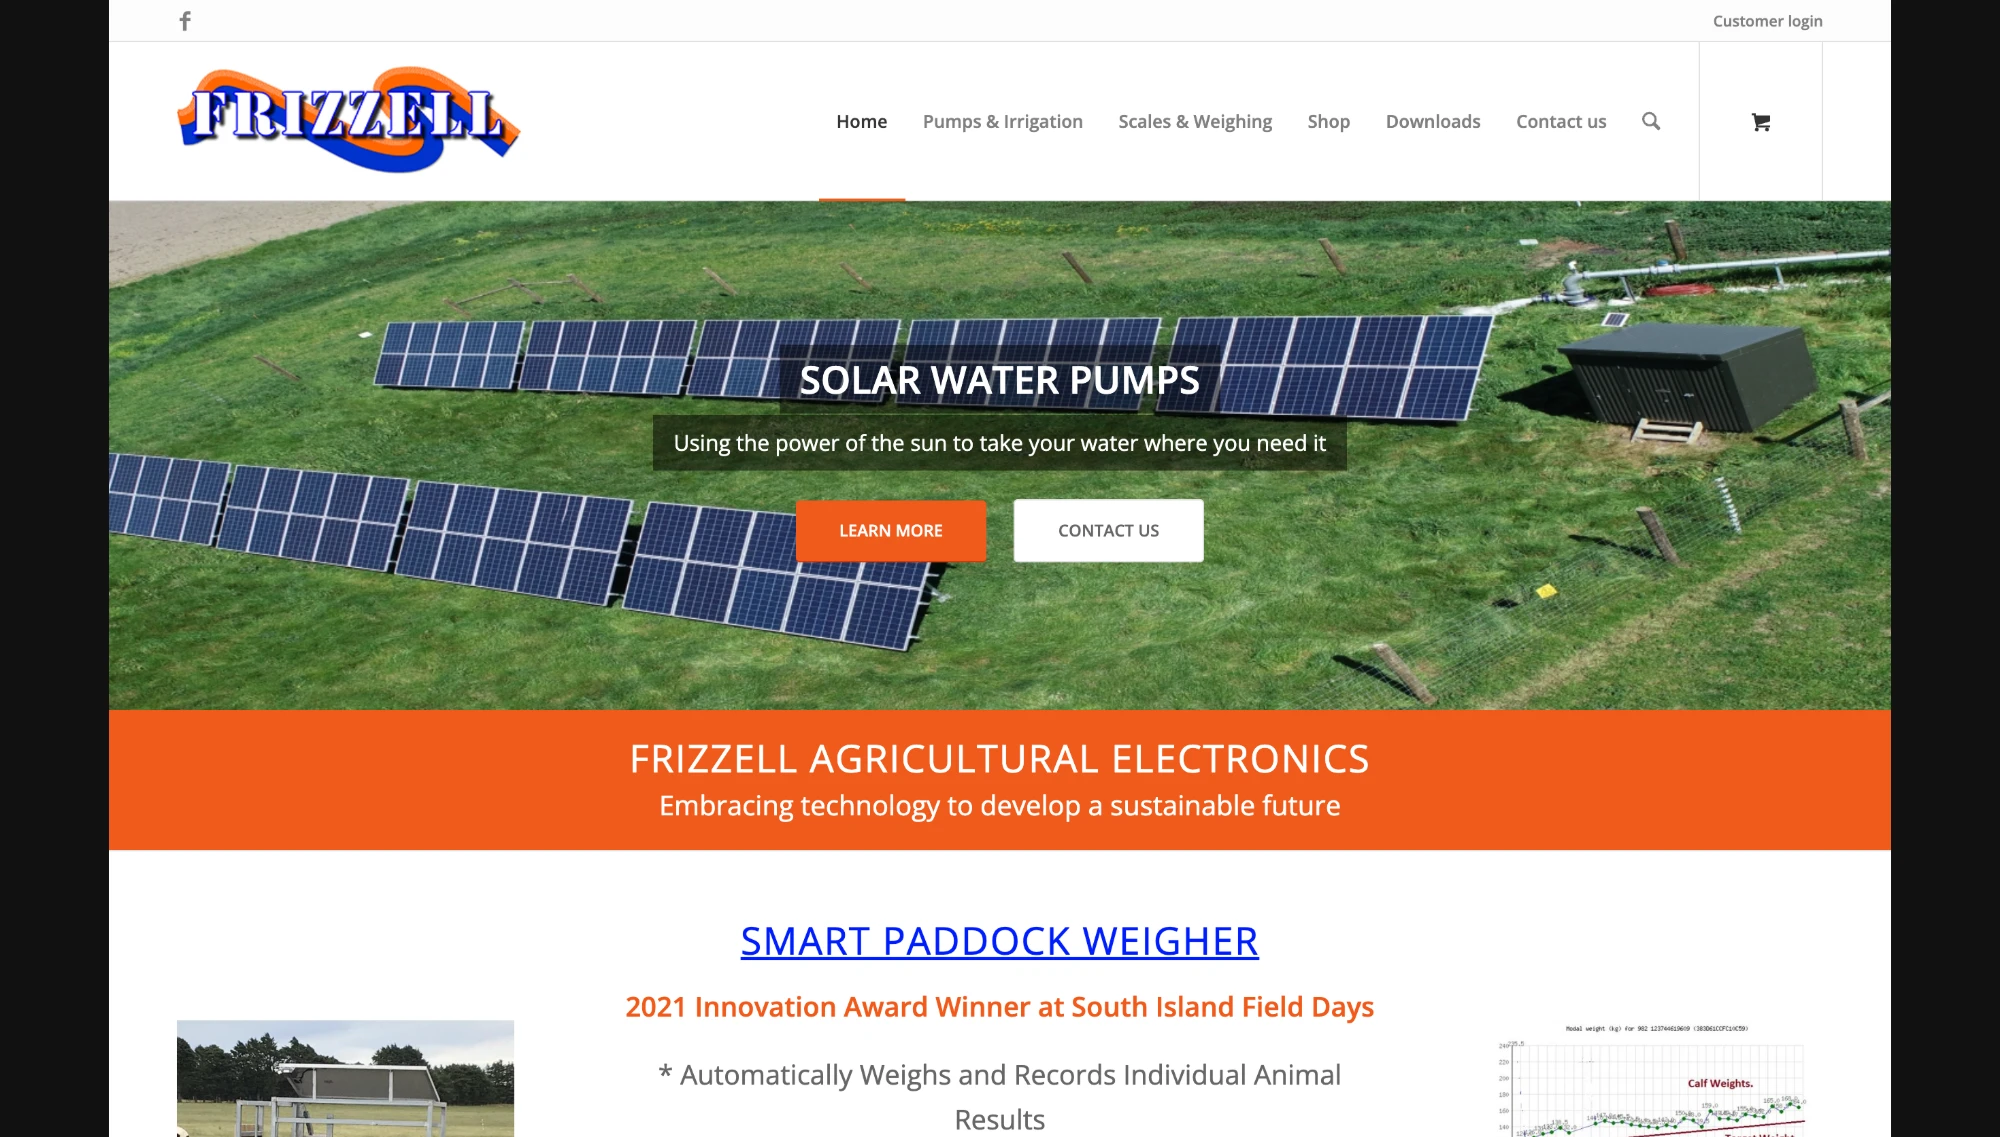 Customer login
FRIZZELL
Home Pumps & Irrigation Scales & Weighing Shop Downloads Contact us
SOLAR WATER PUMPS
Using the power of the sun to take your water where you need it
LEARN MORE CONTACT US
FRIZZELL AGRICULTURAL ELECTRONICS
Embracing technology to develop a sustainable future
SMART PADDOCK WEIGHER
2021 Innovation Award Winner at South Island Field Days
* Automatically Weighs and Records Individual Animal
Results
Calf Weights.